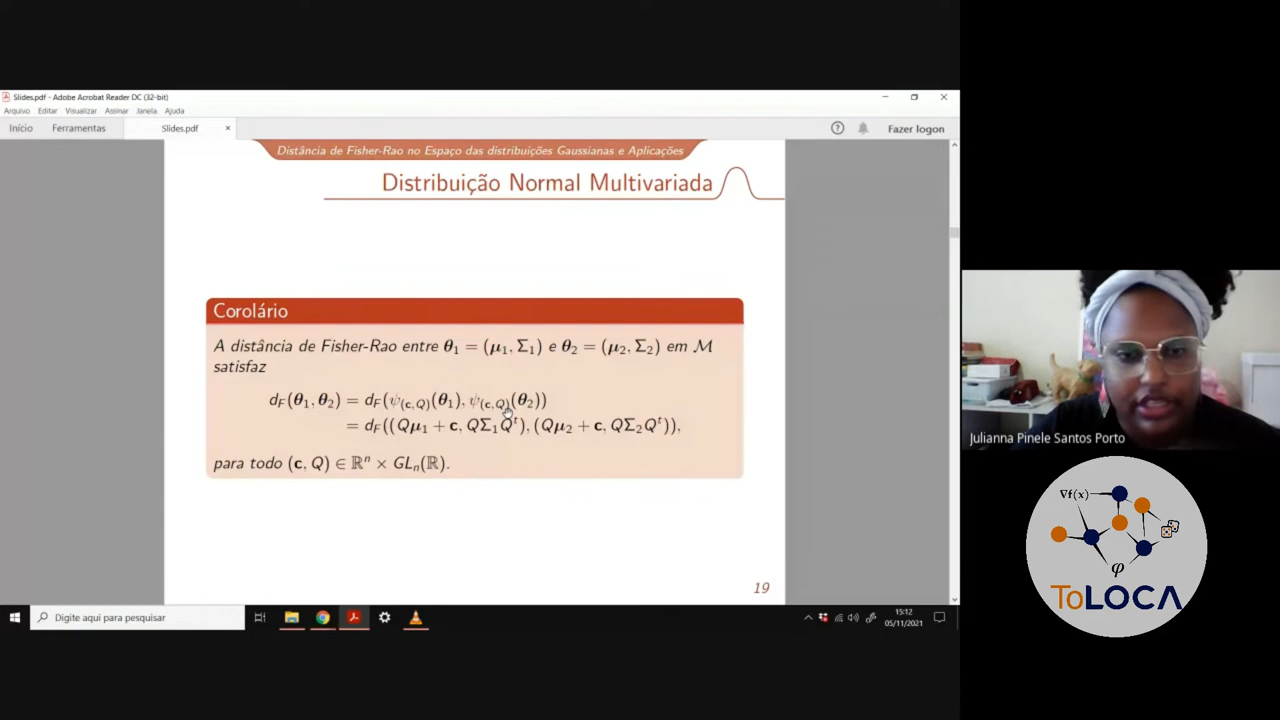 Slides.pdf - Adobe Acrobat Reader DC (32-bit)
Arquivo Editar Visualizar Assinar Janela Ajuda
Início Ferramentas Slides.pdf × Fazer logon
Distância de Fisher-Rao no Espaço das distribuições Gaussianas e Aplicações
Distribuição Normal Multivariada
Corolário
A distância de Fisher-Rao entre θ₁ = (μ₁, Σ₁) e θ₂ = (μ₂, Σ₂) em ℳ
satisfaz
d_F(θ₁, θ₂) = d_F(ψ_(c,Q)(θ₁), ψ_(c,Q)(θ₂))
= d_F((Qμ₁ + c, QΣ₁Qᵗ), (Qμ₂ + c, QΣ₂Qᵗ)),
para todo (c, Q) ∈ ℝⁿ × GLₙ(ℝ).
19
Julianna Pinele Santos Porto
∇f(x)
φ
ToLOCA
Digite aqui para pesquisar
15:12
05/11/2021